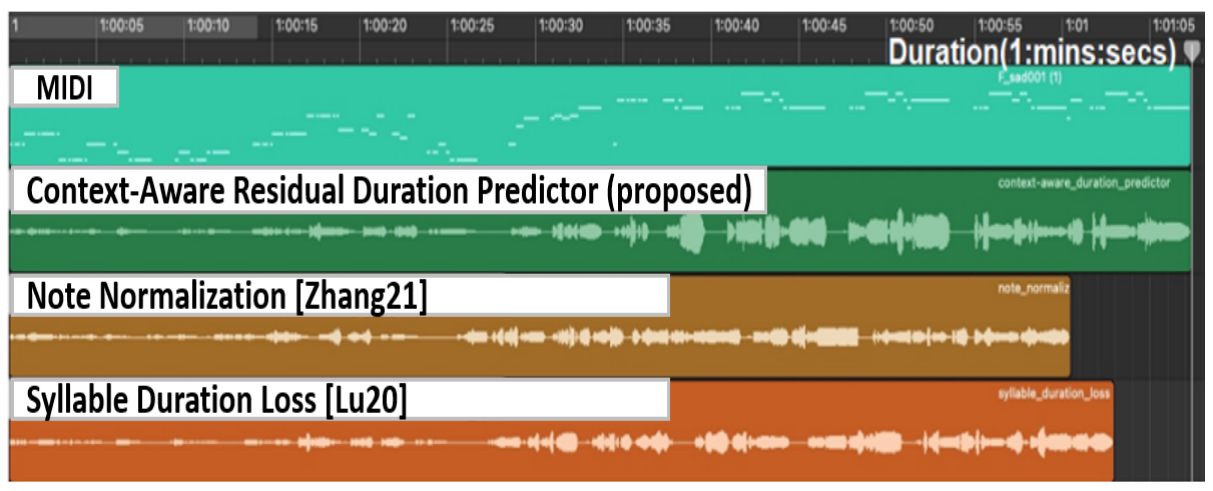 1 1:00:05 1:00:10 1:00:15 1:00:20 1:00:25 1:00:30 1:00:35 1:00:40 1:00:45 1:00:50 1:00:55 1:01 1:01:05
Duration(1:mins:secs)
MIDI
F_sad001 (1)
Context-Aware Residual Duration Predictor (proposed)
context-aware_duration_predictor
Note Normalization [Zhang21]
note_normaliz
Syllable Duration Loss [Lu20]
syllable_duration_loss